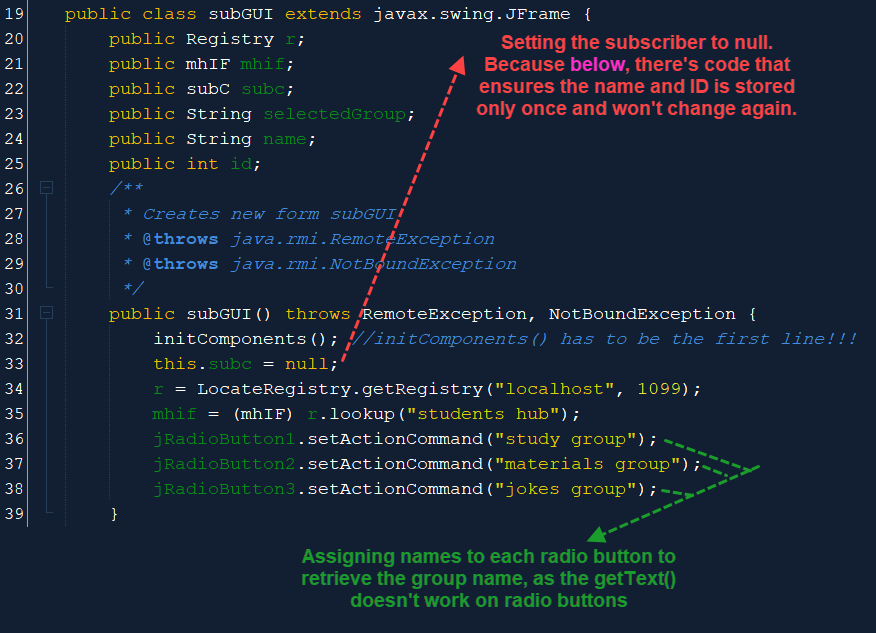 19 public class subGUI extends javax.swing.JFrame {
20 public Registry r;
21 public mhIF mhif;
22 public subC subc;
23 public String selectedGroup;
24 public String name;
25 public int id;
26 /**
27 * Creates new form subGUI
28 * @throws java.rmi.RemoteException
29 * @throws java.rmi.NotBoundException
30 */
31 public subGUI() throws RemoteException, NotBoundException {
32 initComponents(); //initComponents() has to be the first line!!!
33 this.subc = null;
34 r = LocateRegistry.getRegistry("localhost", 1099);
35 mhif = (mhIF) r.lookup("students hub");
36 jRadioButton1.setActionCommand("study group");
37 jRadioButton2.setActionCommand("materials group");
38 jRadioButton3.setActionCommand("jokes group");
39 }
Setting the subscriber to null.
Because below, there's code that
ensures the name and ID is stored
only once and won't change again.
Assigning names to each radio button to
retrieve the group name, as the getText()
doesn't work on radio buttons